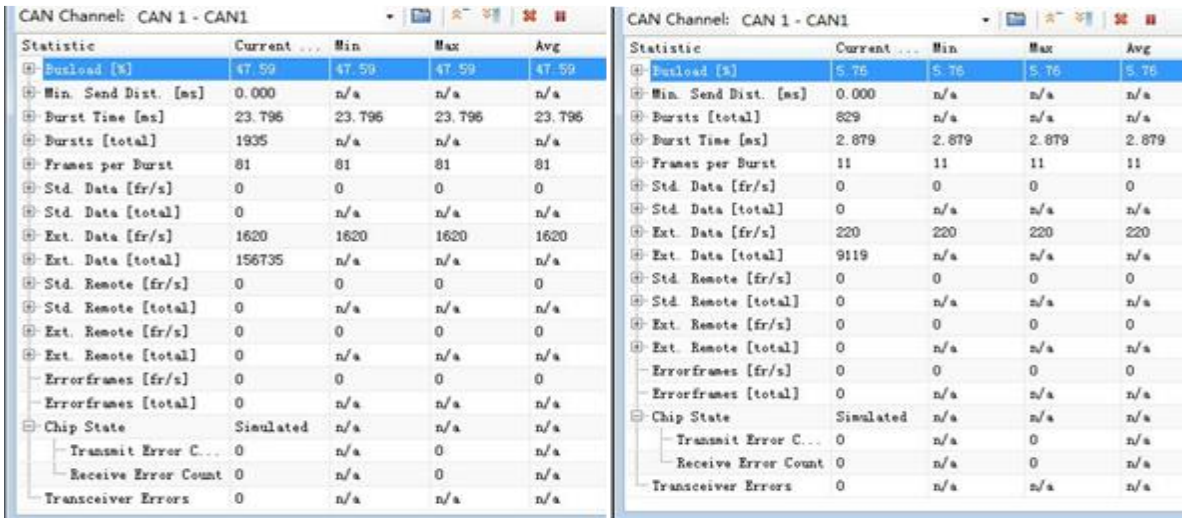 CAN Channel: CAN 1 - CAN1
Statistic Current ... Min Max Avg
Busload [%] 47.59 47.59 47.59 47.59
Min. Send Dist. [ms] 0.000 n/a n/a n/a
Burst Time [ms] 23.796 23.796 23.796 23.796
Bursts [total] 1935 n/a n/a n/a
Frames per Burst 81 81 81 81
Std. Data [fr/s] 0 0 0 0
Std. Data [total] 0 n/a n/a n/a
Ext. Data [fr/s] 1620 1620 1620 1620
Ext. Data [total] 156735 n/a n/a n/a
Std. Remote [fr/s] 0 0 0 0
Std. Remote [total] 0 n/a n/a n/a
Ext. Remote [fr/s] 0 0 0 0
Ext. Remote [total] 0 n/a n/a n/a
Errorframes [fr/s] 0 0 0 0
Errorframes [total] 0 n/a n/a n/a
Chip State Simulated n/a n/a n/a
Transmit Error C... 0 n/a 0 n/a
Receive Error Count 0 n/a 0 n/a
Transceiver Errors 0 n/a n/a n/a
CAN Channel: CAN 1 - CAN1
Statistic Current ... Min Max Avg
Busload [%] 5.76 5.76 5.76 5.76
Min. Send Dist. [ms] 0.000 n/a n/a n/a
Bursts [total] 829 n/a n/a n/a
Burst Time [ms] 2.879 2.879 2.879 2.879
Frames per Burst 11 11 11 11
Std. Data [fr/s] 0 0 0 0
Std. Data [total] 0 n/a n/a n/a
Ext. Data [fr/s] 220 220 220 220
Ext. Data [total] 9119 n/a n/a n/a
Std. Remote [fr/s] 0 0 0 0
Std. Remote [total] 0 n/a n/a n/a
Ext. Remote [fr/s] 0 0 0 0
Ext. Remote [total] 0 n/a n/a n/a
Errorframes [fr/s] 0 0 0 0
Errorframes [total] 0 n/a n/a n/a
Chip State Simulated n/a n/a n/a
Transmit Error C... 0 n/a 0 n/a
Receive Error Count 0 n/a 0 n/a
Transceiver Errors 0 n/a n/a n/a